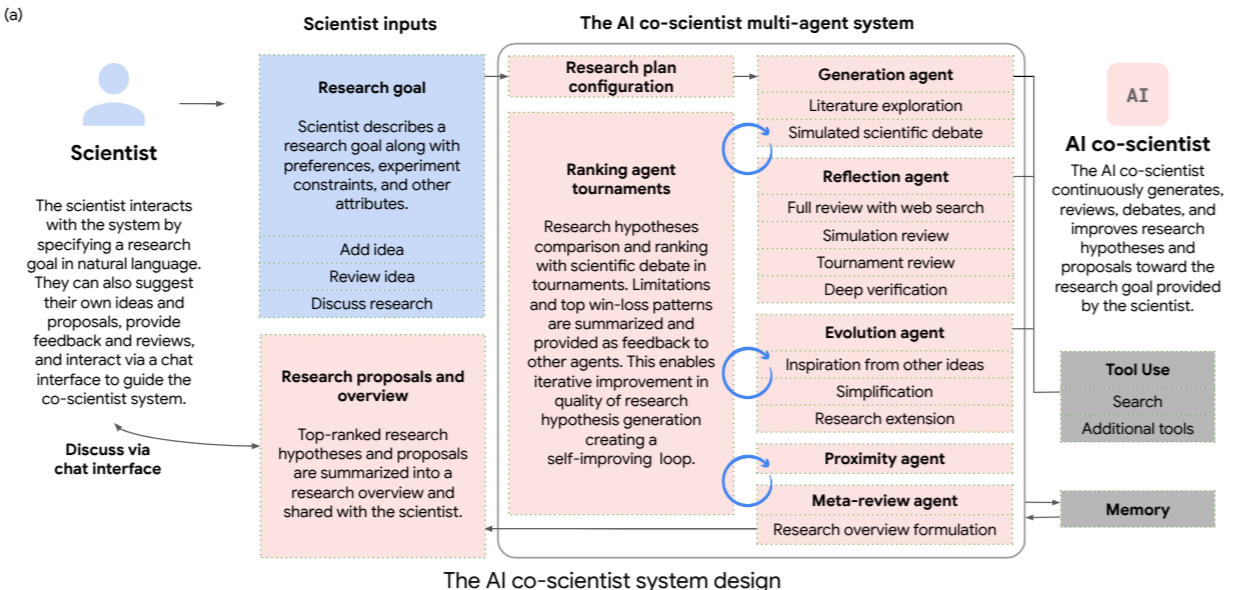 (a)
Scientist inputs
The AI co-scientist multi-agent system
Scientist
The scientist interacts
with the system by
specifying a research
goal in natural language.
They can also suggest
their own ideas and
proposals, provide
feedback and reviews,
and interact via a chat
interface to guide the
co-scientist system.
Discuss via
chat interface
Research goal
Scientist describes a
research goal along with
preferences, experiment
constraints, and other
attributes.
Add idea
Review idea
Discuss research
Research proposals and
overview
Top-ranked research
hypotheses and proposals
are summarized into a
research overview and
shared with the scientist.
Research plan
configuration
Ranking agent
tournaments
Research hypotheses
comparison and ranking
with scientific debate in
tournaments. Limitations
and top win-loss patterns
are summarized and
provided as feedback to
other agents. This enables
iterative improvement in
quality of research
hypothesis generation
creating a
self-improving loop.
Generation agent
Literature exploration
Simulated scientific debate
Reflection agent
Full review with web search
Simulation review
Tournament review
Deep verification
Evolution agent
Inspiration from other ideas
Simplification
Research extension
Proximity agent
Meta-review agent
Research overview formulation
AI
AI co-scientist
The AI co-scientist
continuously generates,
reviews, debates, and
improves research
hypotheses and
proposals toward the
research goal provided
by the scientist.
Tool Use
Search
Additional tools
Memory
The AI co-scientist system design